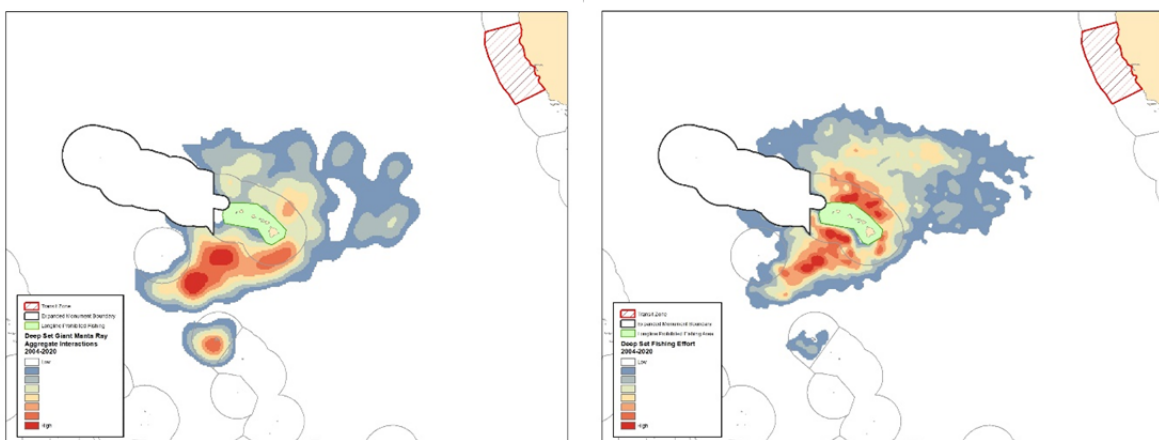 Transit Zone
Expanded Monument Boundary
Longline Prohibited Fishing
Deep Set Giant Manta Ray
Aggregate Interactions
2004-2020
Low
High
Transit Zone
Expanded Monument Boundary
Longline Prohibited Fishing Area
Deep Set Fishing Effort
2004-2020
Low
High